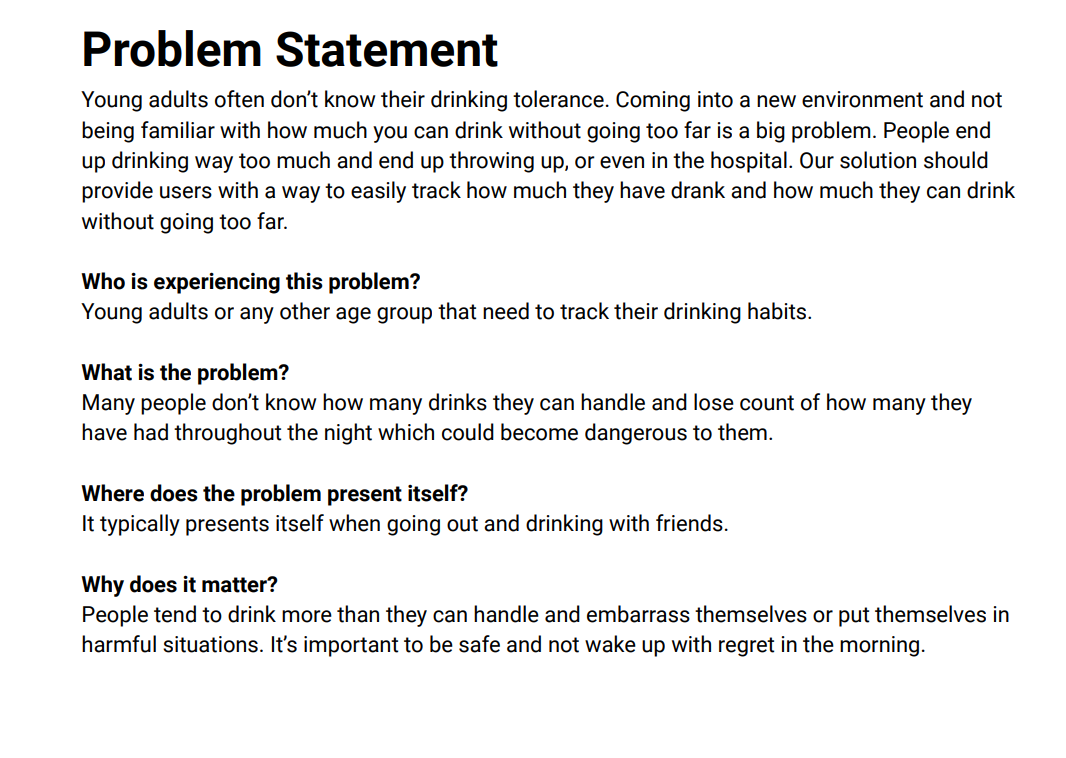 Problem Statement
Young adults often don’t know their drinking tolerance. Coming into a new environment and not
being familiar with how much you can drink without going too far is a big problem. People end
up drinking way too much and end up throwing up, or even in the hospital. Our solution should
provide users with a way to easily track how much they have drank and how much they can drink
without going too far.
Who is experiencing this problem?
Young adults or any other age group that need to track their drinking habits.
What is the problem?
Many people don’t know how many drinks they can handle and lose count of how many they
have had throughout the night which could become dangerous to them.
Where does the problem present itself?
It typically presents itself when going out and drinking with friends.
Why does it matter?
People tend to drink more than they can handle and embarrass themselves or put themselves in
harmful situations. It’s important to be safe and not wake up with regret in the morning.